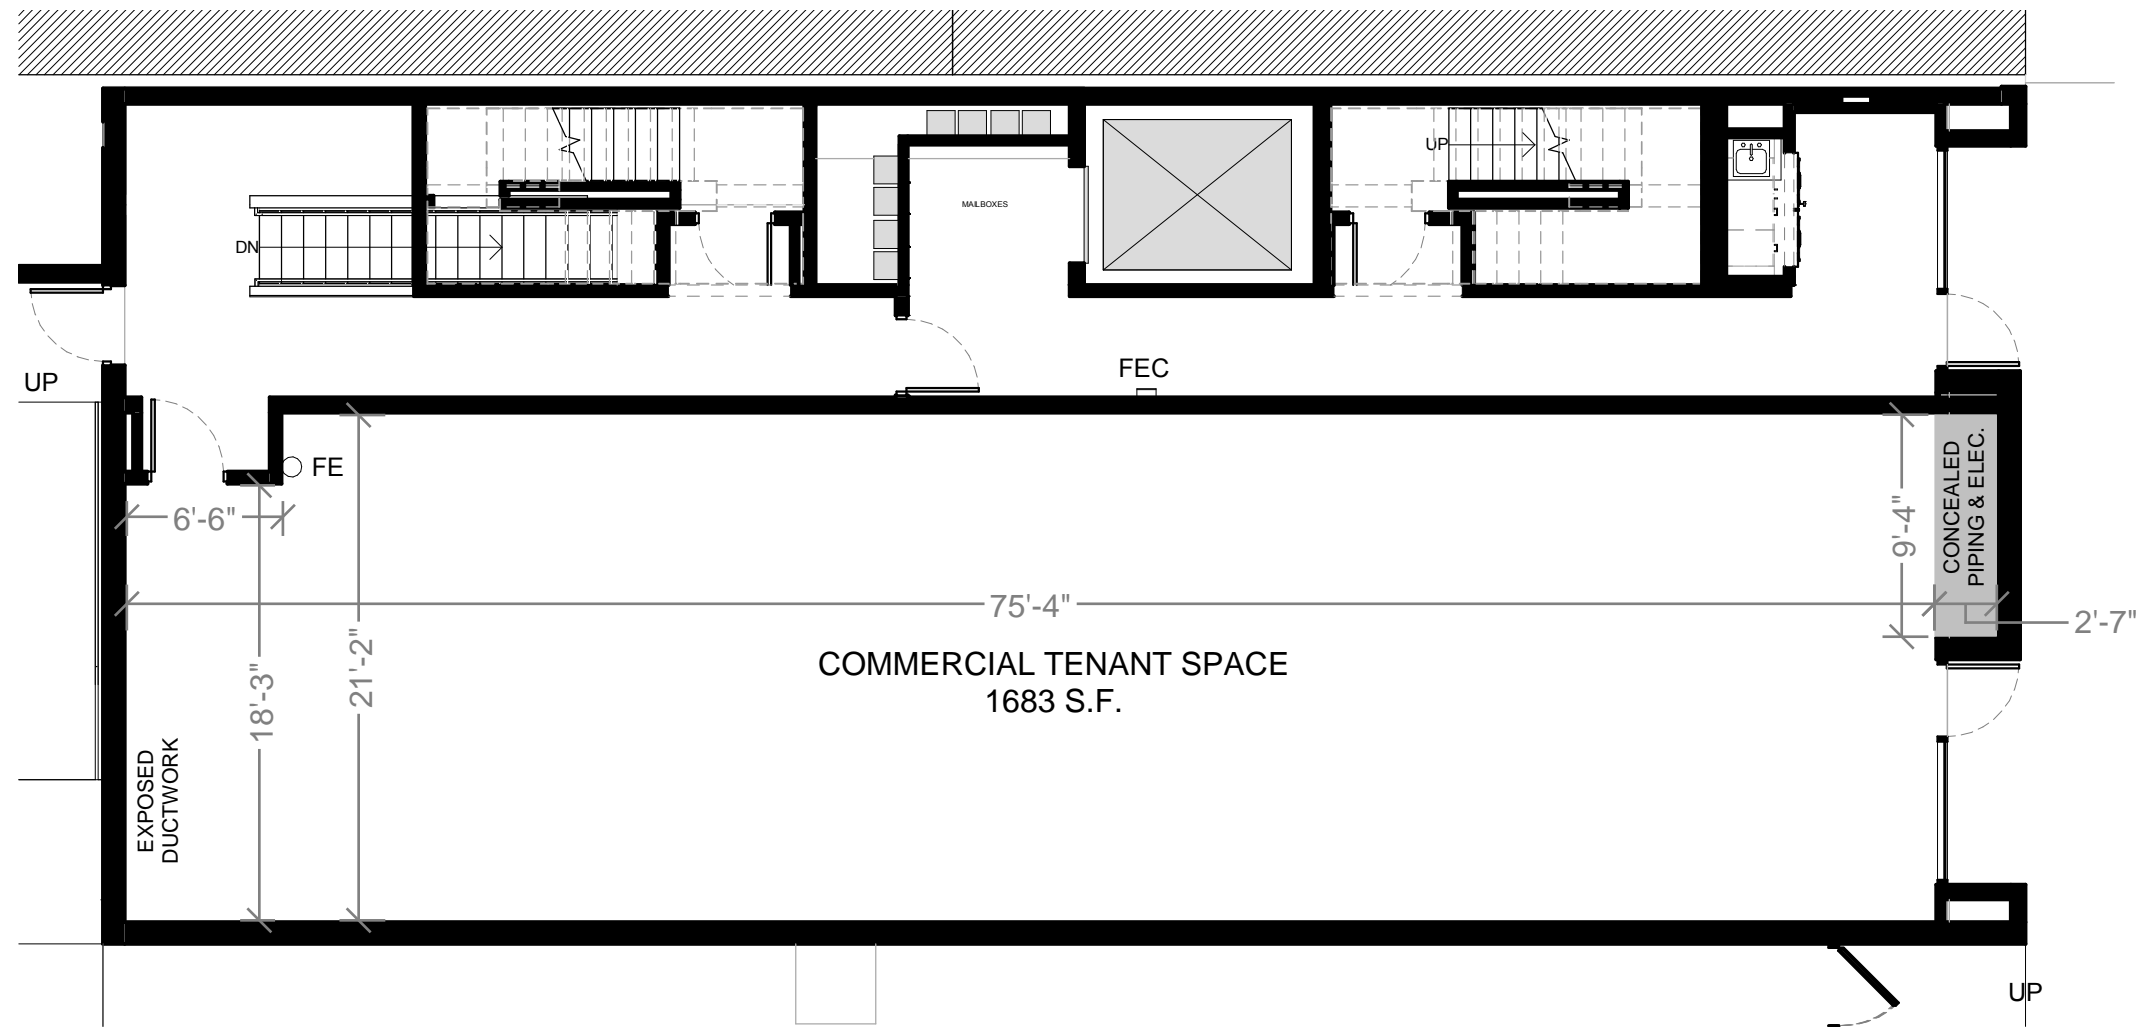 UP
MAILBOXES
DN
FEC
UP
FE
CONCEALED
PIPING & ELEC.
6'-6"
9'-4"
75'-4"
2'-7"
18'-3"
21'-2"
COMMERCIAL TENANT SPACE
1683 S.F.
EXPOSED
DUCTWORK
UP